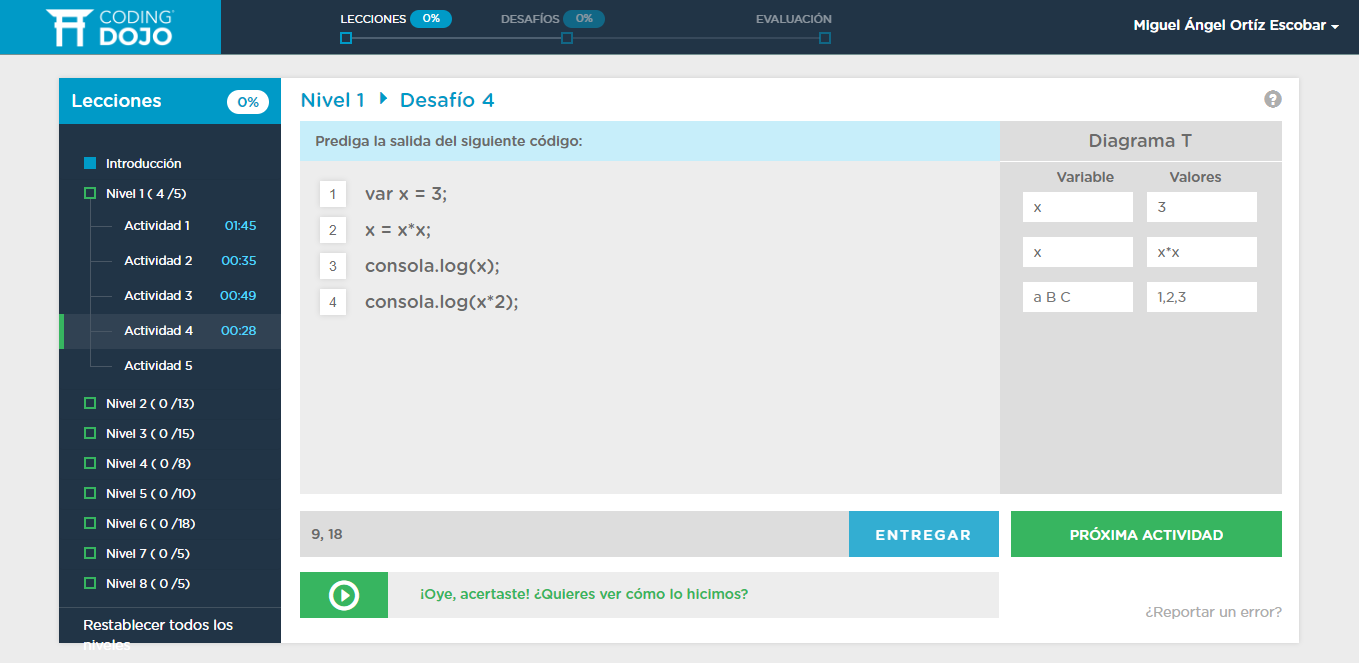 CODING DOJO
LECCIONES 0% DESAFÍOS 0% EVALUACIÓN
Miguel Ángel Ortíz Escobar
Lecciones 0%
Introducción
Nivel 1 ( 4 /5)
Actividad 1 01:45
Actividad 2 00:35
Actividad 3 00:49
Actividad 4 00:28
Actividad 5
Nivel 2 ( 0 /13)
Nivel 3 ( 0 /15)
Nivel 4 ( 0 /8)
Nivel 5 ( 0 /10)
Nivel 6 ( 0 /18)
Nivel 7 ( 0 /5)
Nivel 8 ( 0 /5)
Restablecer todos los
niveles
Nivel 1 Desafío 4
?
Prediga la salida del siguiente código:
1 var x = 3;
2 x = x*x;
3 consola.log(x);
4 consola.log(x*2);
Diagrama T
Variable Valores
x 3
x x*x
a B C 1,2,3
9, 18
ENTREGAR
PRÓXIMA ACTIVIDAD
¡Oye, acertaste! ¿Quieres ver cómo lo hicimos?
¿Reportar un error?